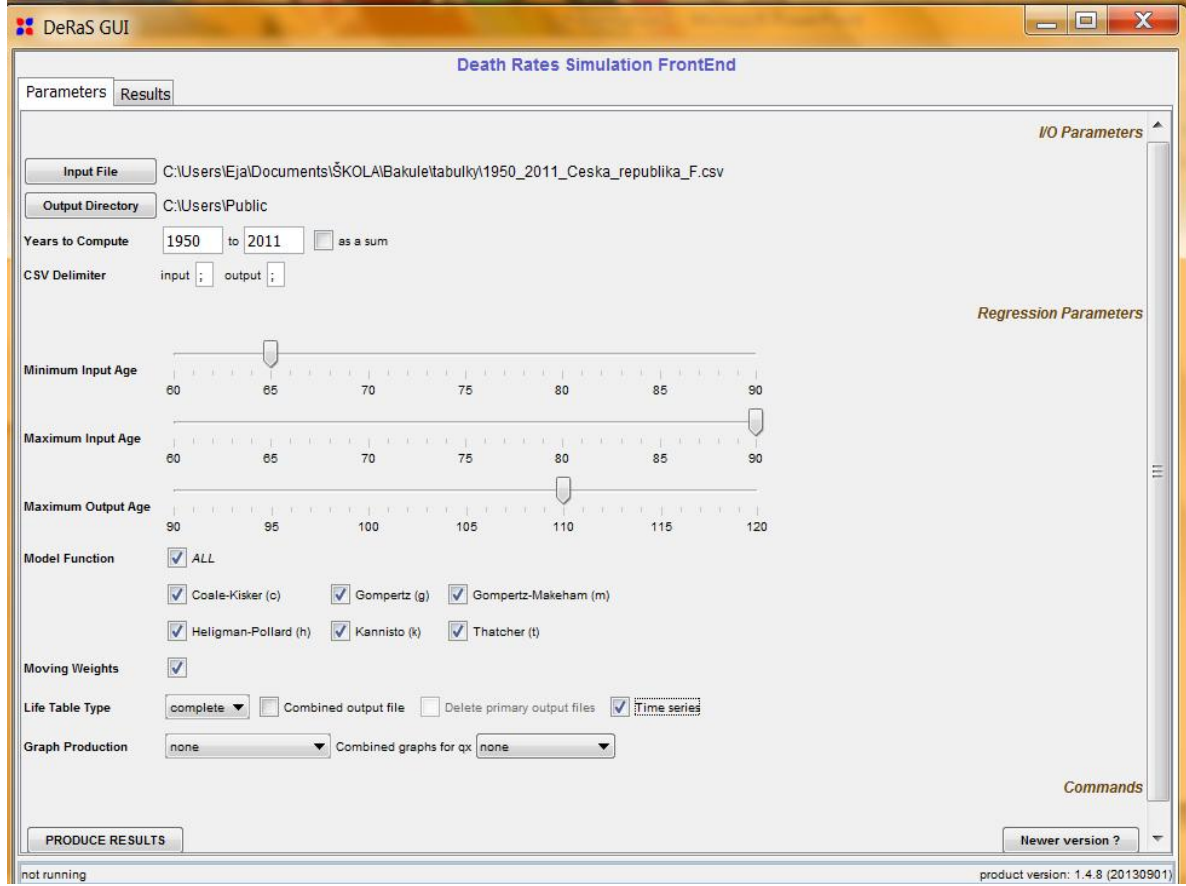 DeRaS GUI
Death Rates Simulation FrontEnd
Parameters Results
I/O Parameters
Input File C:\Users\Eja\Documents\ŠKOLA\Bakule\tabulky\1950_2011_Ceska_republika_F.csv
Output Directory C:\Users\Public
Years to Compute 1950 to 2011 as a sum
CSV Delimiter input ; output ;
Regression Parameters
Minimum Input Age
60 65 70 75 80 85 90
Maximum Input Age
60 65 70 75 80 85 90
Maximum Output Age
90 95 100 105 110 115 120
Model Function ALL
Coale-Kisker (c) Gompertz (g) Gompertz-Makeham (m)
Heligman-Pollard (h) Kannisto (k) Thatcher (t)
Moving Weights
Life Table Type complete Combined output file Delete primary output files Time series
Graph Production none Combined graphs for qx none
Commands
PRODUCE RESULTS Newer version ?
not running product version: 1.4.8 (20130901)